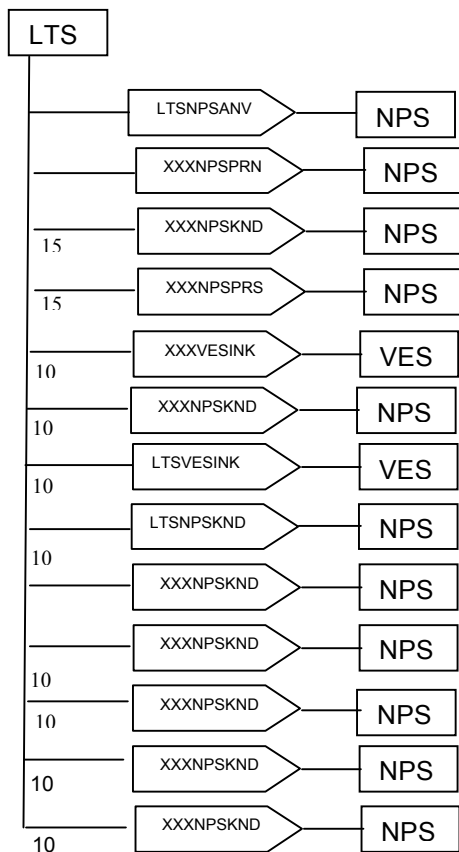 LTS
LTSNPSANV NPS
XXXNPSPRN NPS
15 XXXNPSKND NPS
15 XXXNPSPRS NPS
10 XXXVESINK VES
10 XXXNPSKND NPS
10 LTSVESINK VES
10 LTSNPSKND NPS
XXXNPSKND NPS
10 XXXNPSKND NPS
10 XXXNPSKND NPS
10 XXXNPSKND NPS
10 XXXNPSKND NPS